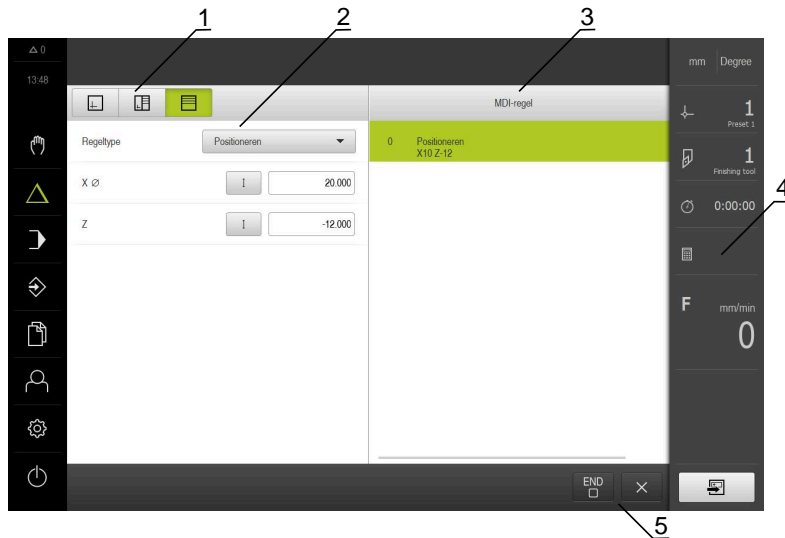 1
2
3
0
13:48
mm Degree
MDI-regel
1
Preset 1
Regeltype Positioneren
0 Positioneren
X10 Z-12
1
Finishing tool
X Ø I 20.000
4
0:00:00
Z I -12.000
F mm/min
0
END
5